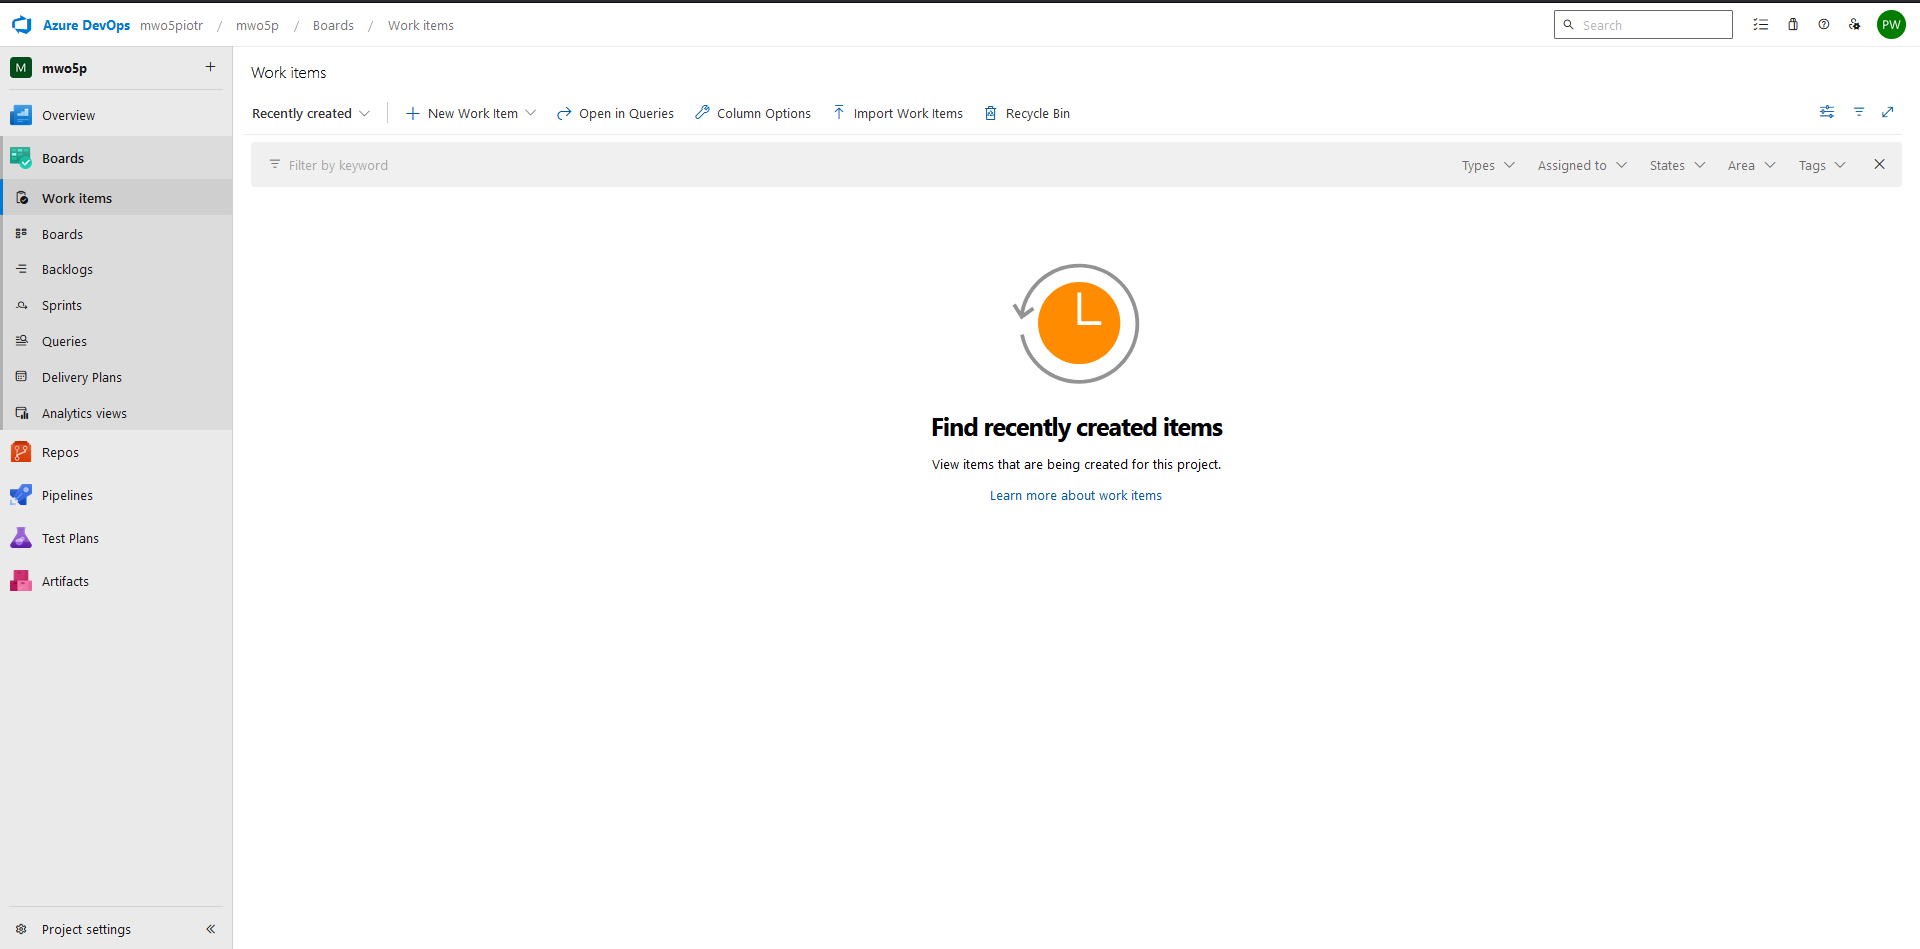 Azure DevOps mwo5piotr / mwo5p / Boards / Work items Search PW
M mwo5p +
Overview
Boards
Work items
Boards
Backlogs
Sprints
Queries
Delivery Plans
Analytics views
Repos
Pipelines
Test Plans
Artifacts
Project settings
Work items
Recently created New Work Item Open in Queries Column Options Import Work Items Recycle Bin
Filter by keyword Types Assigned to States Area Tags
Find recently created items
View items that are being created for this project.
Learn more about work items